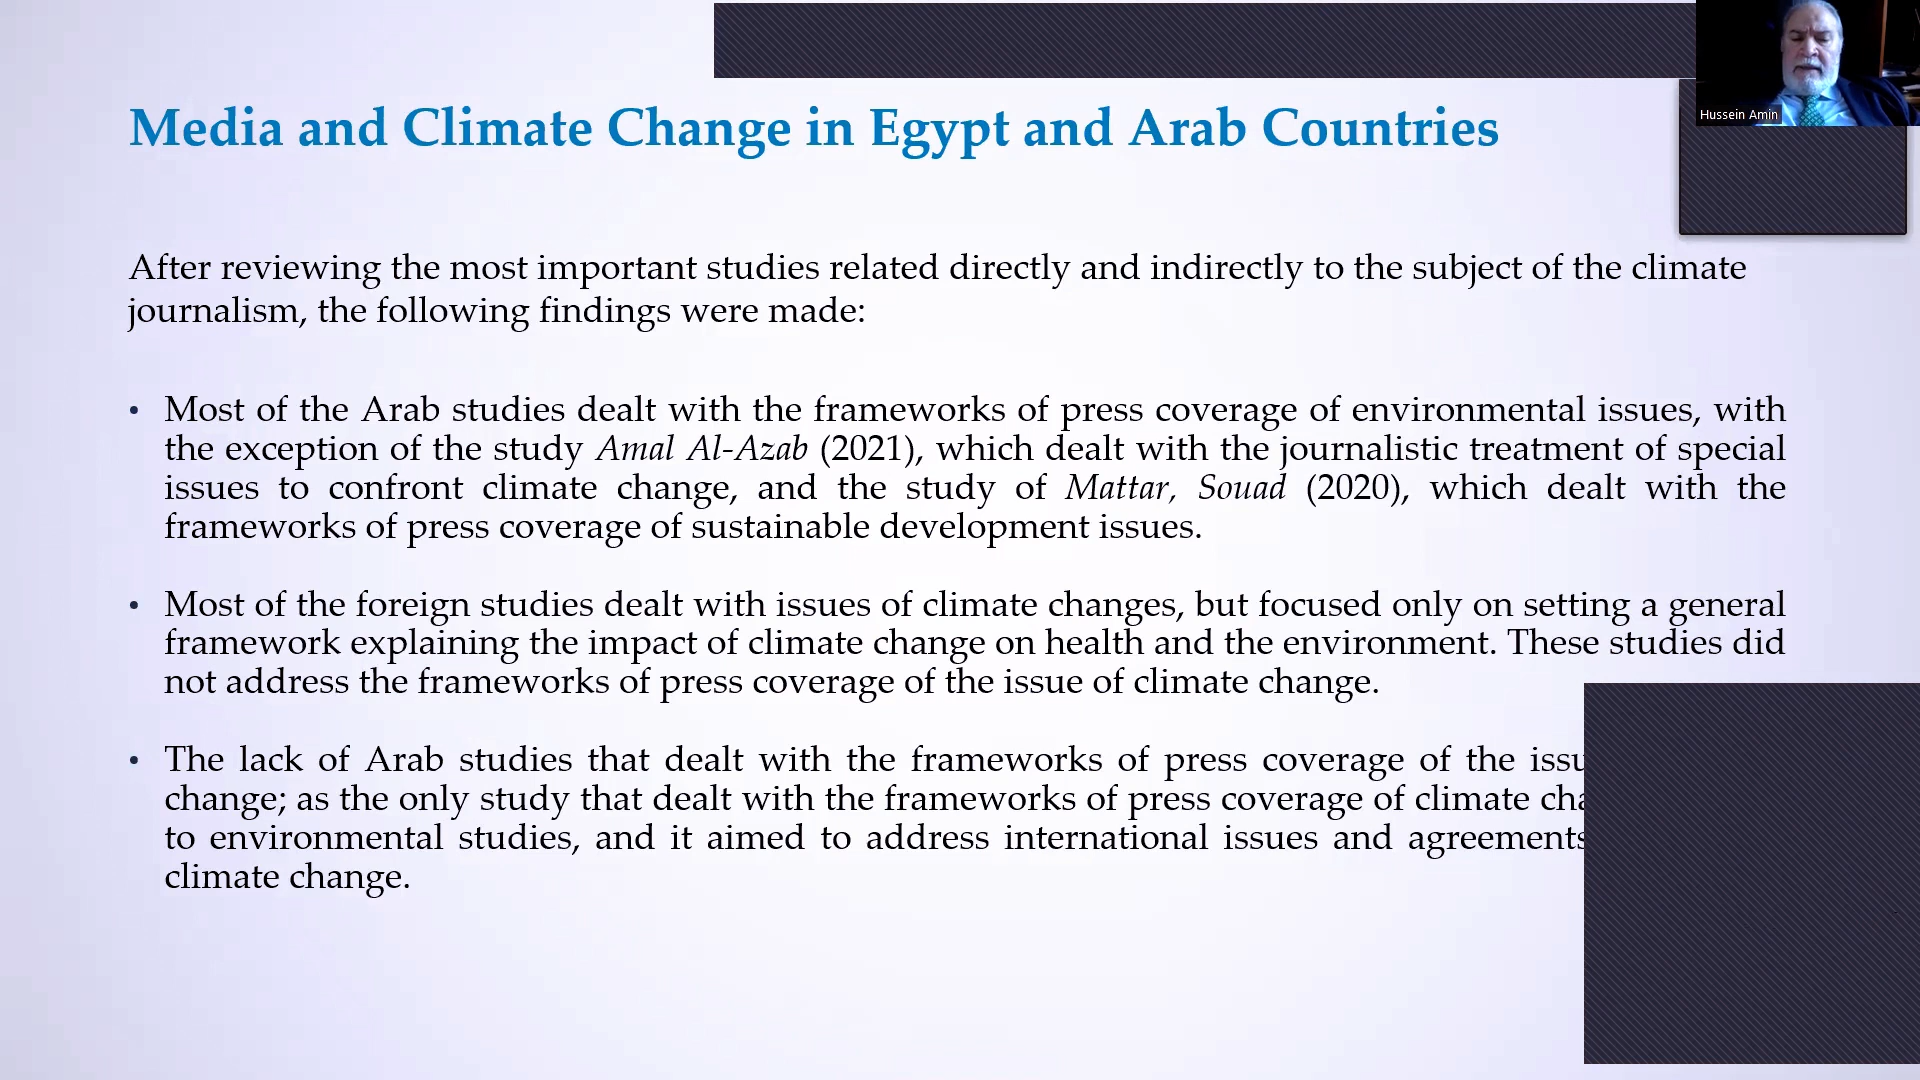 Hussein Amin
Media and Climate Change in Egypt and Arab Countries
After reviewing the most important studies related directly and indirectly to the subject of the climate
journalism, the following findings were made:
• Most of the Arab studies dealt with the frameworks of press coverage of environmental issues, with
the exception of the study Amal Al-Azab (2021), which dealt with the journalistic treatment of special
issues to confront climate change, and the study of Mattar, Souad (2020), which dealt with the
frameworks of press coverage of sustainable development issues.
• Most of the foreign studies dealt with issues of climate changes, but focused only on setting a general
framework explaining the impact of climate change on health and the environment. These studies did
not address the frameworks of press coverage of the issue of climate change.
• The lack of Arab studies that dealt with the frameworks of press coverage of the
change; as the only study that dealt with the frameworks of press coverage of climate
to environmental studies, and it aimed to address international issues and agreements
climate change.